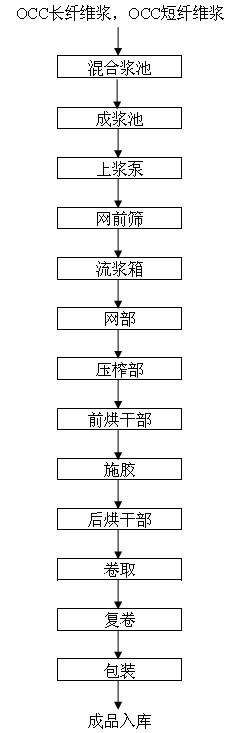 OCC长纤维浆，OCC短纤维浆
混合浆池
成浆池
上浆泵
网前筛
流浆箱
网部
压榨部
前烘干部
施胶
后烘干部
卷取
复卷
包装
成品入库